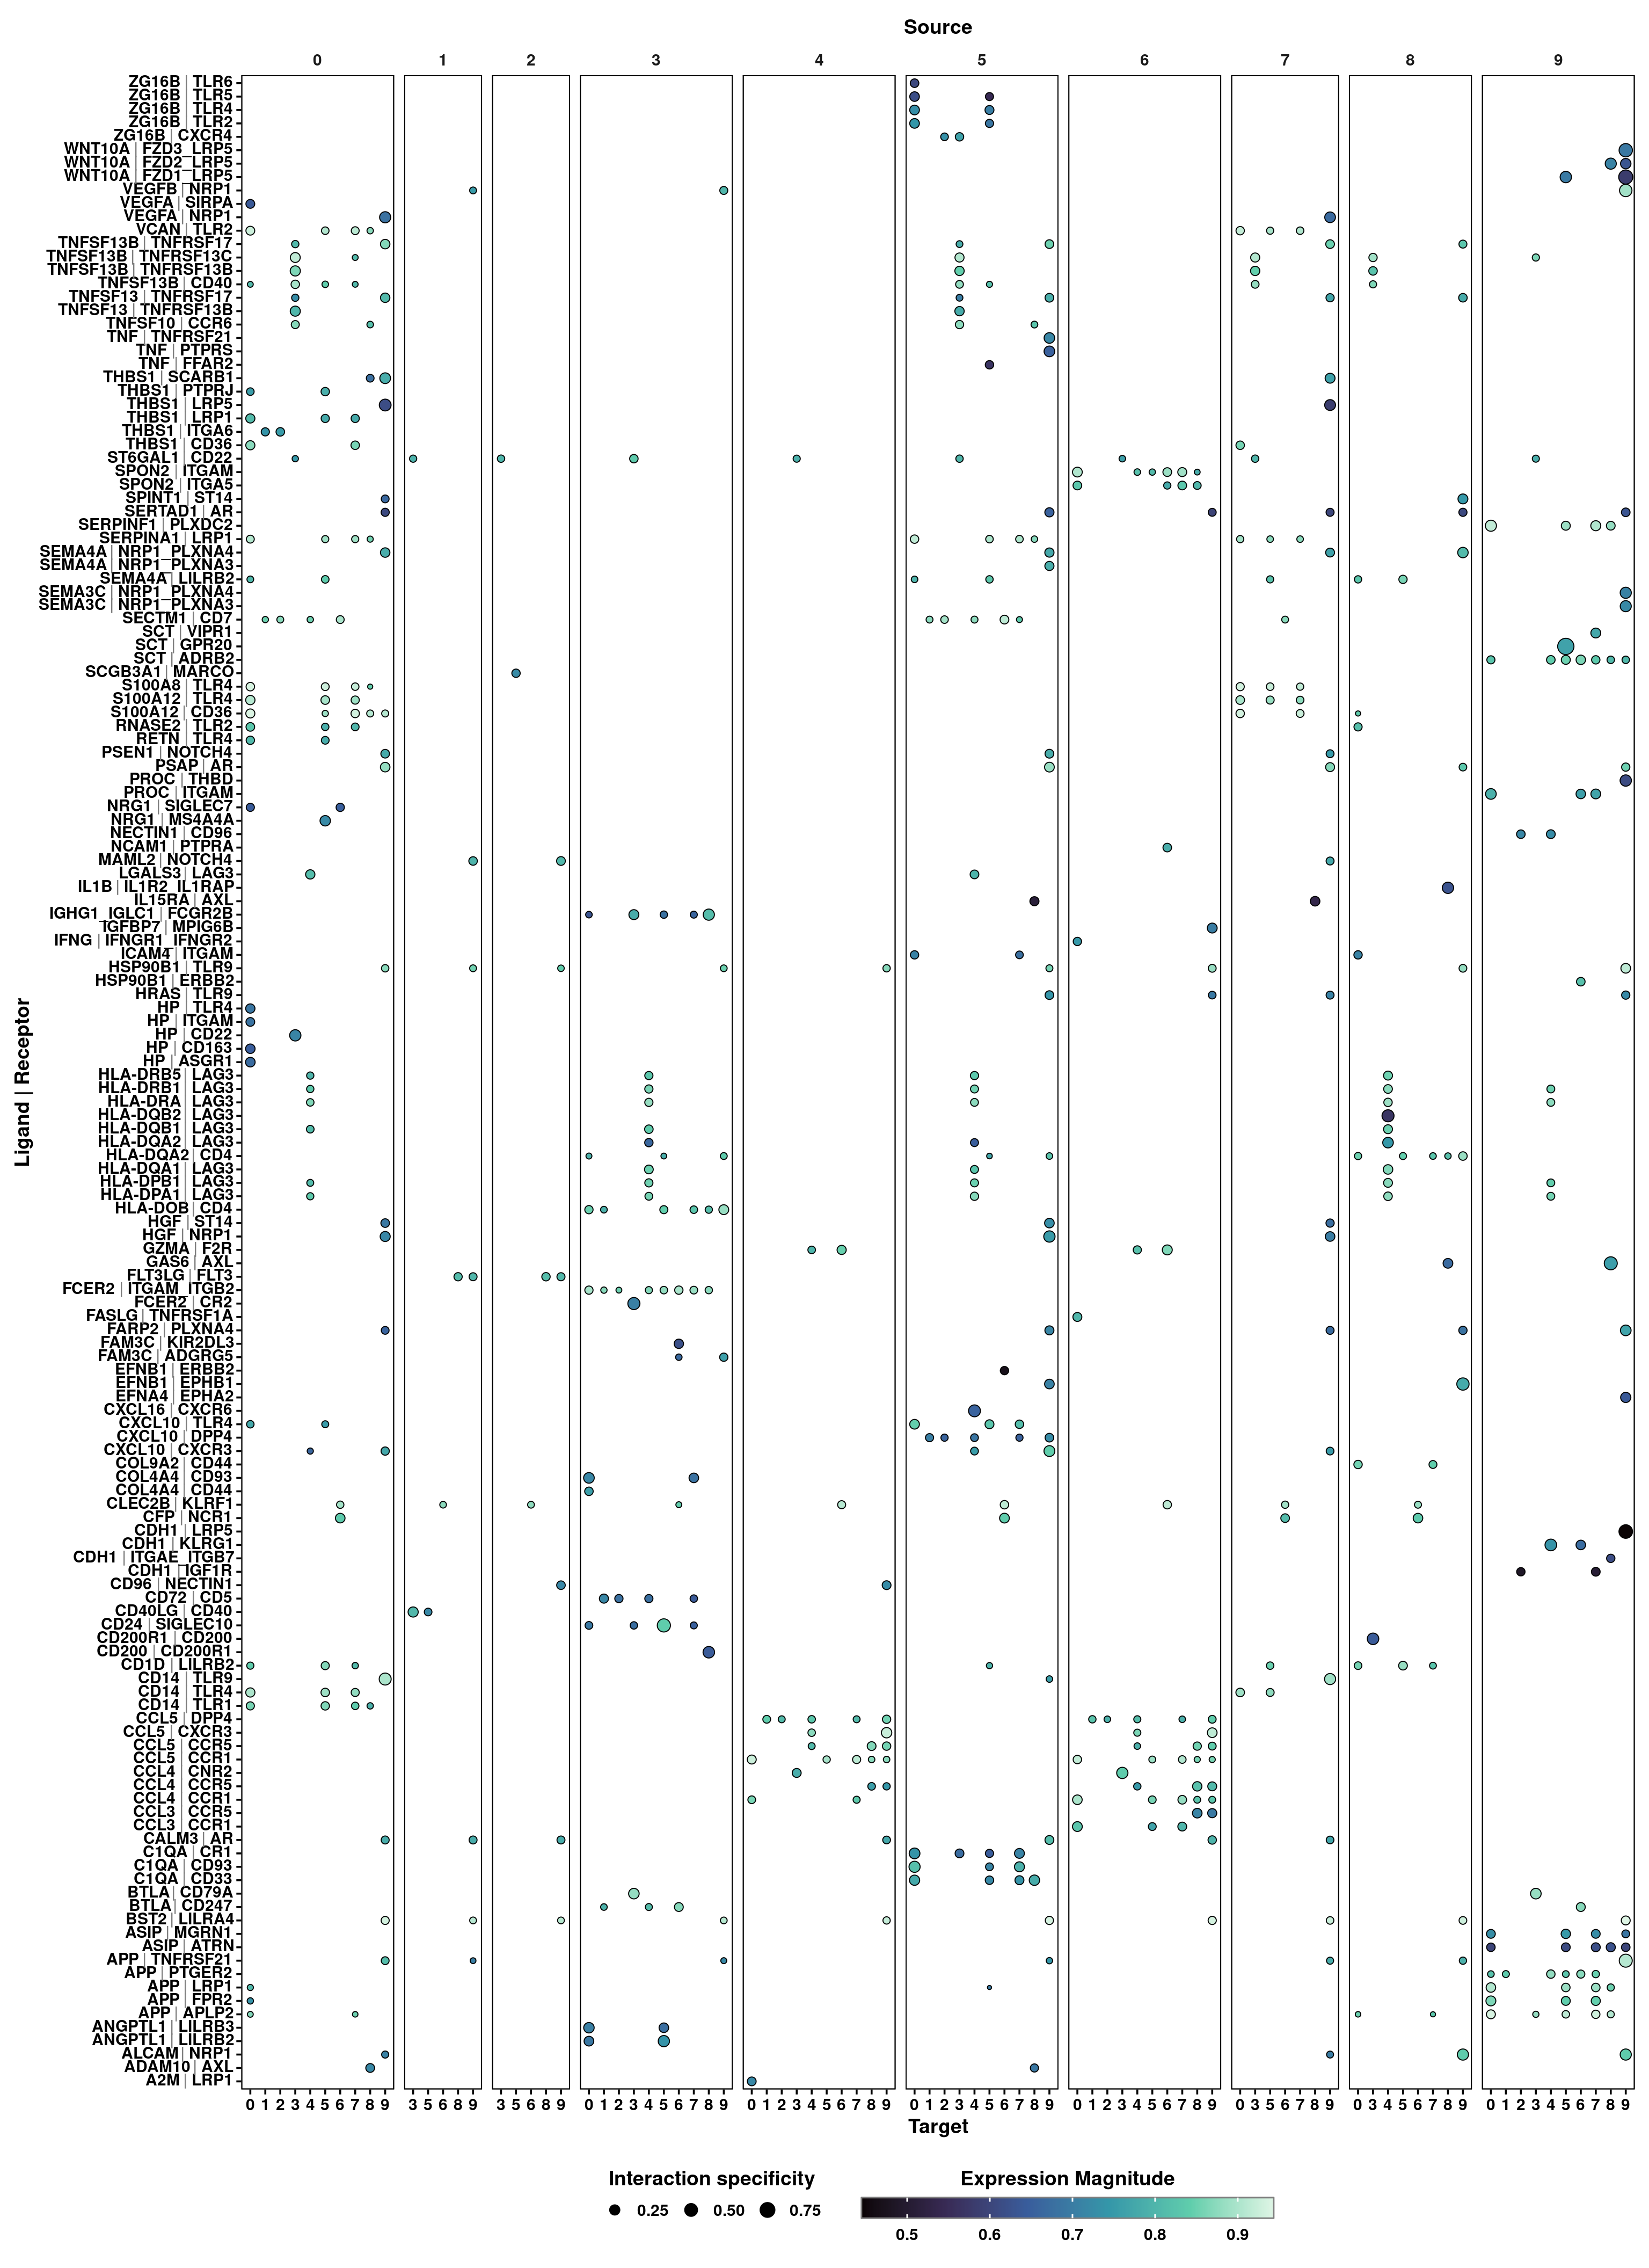 Source
0 1 2 3 4 5 6 7 8 9
ZG16B | TLR6
ZG16B | TLR5
ZG16B | TLR4
ZG16B | TLR2
ZG16B | CXCR4
WNT10A | FZD3_LRP5
WNT10A | FZD2_LRP5
WNT10A | FZD1_LRP5
VEGFB | NRP1
VEGFA | SIRPA
VEGFA | NRP1
VCAN | TLR2
TNFSF13B | TNFRSF17
TNFSF13B | TNFRSF13C
TNFSF13B | TNFRSF13B
TNFSF13B | CD40
TNFSF13 | TNFRSF17
TNFSF13 | TNFRSF13B
TNFSF10 | CCR6
TNF | TNFRSF21
TNF | PTPRS
TNF | FFAR2
THBS1 | SCARB1
THBS1 | PTPRJ
THBS1 | LRP5
THBS1 | LRP1
THBS1 | ITGA6
THBS1 | CD36
ST6GAL1 | CD22
SPON2 | ITGAM
SPON2 | ITGA5
SPINT1 | ST14
SERTAD1 | AR
SERPINF1 | PLXDC2
SERPINA1 | LRP1
SEMA4A | NRP1_PLXNA4
SEMA4A | NRP1_PLXNA3
SEMA4A | LILRB2
SEMA3C | NRP1_PLXNA4
SEMA3C | NRP1_PLXNA3
SECTM1 | CD7
SCT | VIPR1
SCT | GPR20
SCT | ADRB2
SCGB3A1 | MARCO
S100A8 | TLR4
S100A12 | TLR4
S100A12 | CD36
RNASE2 | TLR2
RETN | TLR4
PSEN1 | NOTCH4
PSAP | AR
PROC | THBD
PROC | ITGAM
NRG1 | SIGLEC7
NRG1 | MS4A4A
NECTIN1 | CD96
NCAM1 | PTPRA
MAML2 | NOTCH4
LGALS3 | LAG3
IL1B | IL1R2_IL1RAP
IL15RA | AXL
IGHG1_IGLC1 | FCGR2B
IGFBP7 | MPIG6B
IFNG | IFNGR1_IFNGR2
ICAM4 | ITGAM
HSP90B1 | TLR9
HSP90B1 | ERBB2
HRAS | TLR9
HP | TLR4
HP | ITGAM
HP | CD22
HP | CD163
HP | ASGR1
HLA-DRB5 | LAG3
HLA-DRB1 | LAG3
HLA-DRA | LAG3
HLA-DQB2 | LAG3
HLA-DQB1 | LAG3
HLA-DQA2 | LAG3
HLA-DQA2 | CD4
HLA-DQA1 | LAG3
HLA-DPB1 | LAG3
HLA-DPA1 | LAG3
HLA-DOB | CD4
HGF | ST14
HGF | NRP1
GZMA | F2R
GAS6 | AXL
FLT3LG | FLT3
FCER2 | ITGAM_ITGB2
FCER2 | CR2
FASLG | TNFRSF1A
FARP2 | PLXNA4
FAM3C | KIR2DL3
FAM3C | ADGRG5
EFNB1 | ERBB2
EFNB1 | EPHB1
EFNA4 | EPHA2
CXCL16 | CXCR6
CXCL10 | TLR4
CXCL10 | DPP4
CXCL10 | CXCR3
COL9A2 | CD44
COL4A4 | CD93
COL4A4 | CD44
CLEC2B | KLRF1
CFP | NCR1
CDH1 | LRP5
CDH1 | KLRG1
CDH1 | ITGAE_ITGB7
CDH1 | IGF1R
CD96 | NECTIN1
CD72 | CD5
CD40LG | CD40
CD24 | SIGLEC10
CD200R1 | CD200
CD200 | CD200R1
CD1D | LILRB2
CD14 | TLR9
CD14 | TLR4
CD14 | TLR1
CCL5 | DPP4
CCL5 | CXCR3
CCL5 | CCR5
CCL5 | CCR1
CCL4 | CNR2
CCL4 | CCR5
CCL4 | CCR1
CCL3 | CCR5
CCL3 | CCR1
CALM3 | AR
C1QA | CR1
C1QA | CD93
C1QA | CD33
BTLA | CD79A
BTLA | CD247
BST2 | LILRA4
ASIP | MGRN1
ASIP | ATRN
APP | TNFRSF21
APP | PTGER2
APP | LRP1
APP | FPR2
APP | APLP2
ANGPTL1 | LILRB3
ANGPTL1 | LILRB2
ALCAM | NRP1
ADAM10 | AXL
A2M | LRP1
Ligand | Receptor
0 1 2 3 4 5 6 7 8 9 3 5 6 8 9 3 5 6 8 9 0 1 2 3 4 5 6 7 8 9 0 1 2 3 4 5 6 7 8 9 0 1 2 3 4 5 6 7 8 9 0 1 2 3 4 5 6 7 8 9 0 3 5 6 7 8 9 0 3 4 5 6 7 8 9 0 1 2 3 4 5 6 7 8 9
Target
Interaction specificity
0.25 0.50 0.75
Expression Magnitude
0.5 0.6 0.7 0.8 0.9